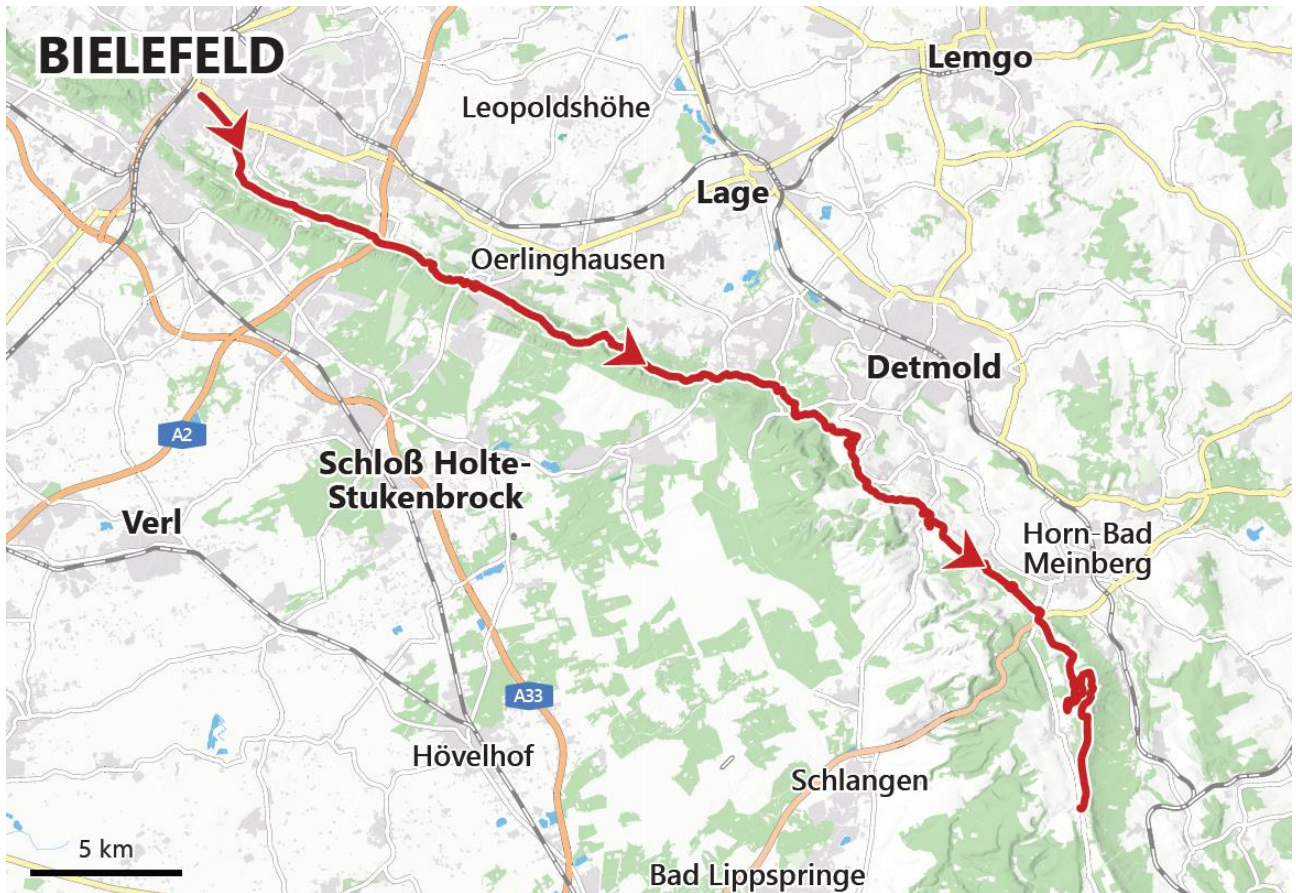 BIELEFELD
Lemgo
Leopoldshöhe
Lage
Oerlinghausen
Detmold
A2
Schloß Holte-
Stukenbrock
Verl
Horn-Bad
Meinberg
A33
Hövelhof
Schlangen
5 km
Bad Lippspringe